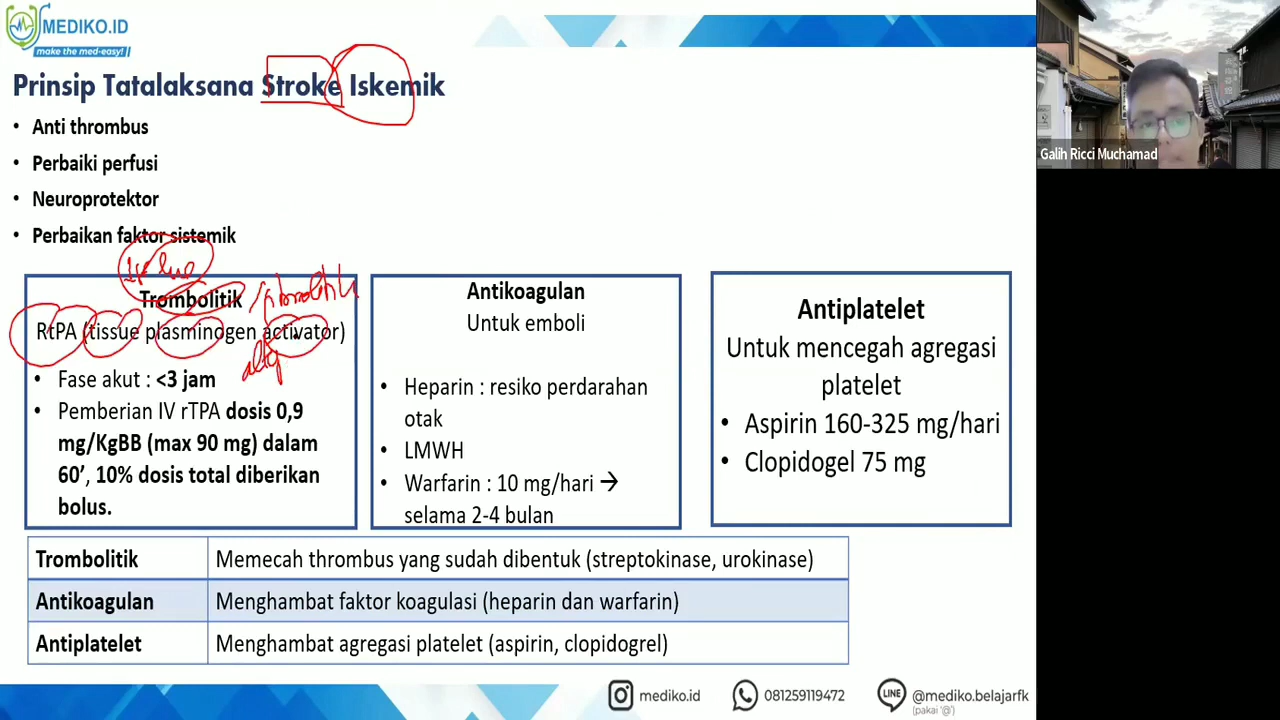 MEDIKO.ID
make the med-easy!
Prinsip Tatalaksana Stroke Iskemik
• Anti thrombus
• Perbaiki perfusi
• Neuroprotektor
• Perbaikan faktor sistemik
Trombolitik
RtPA (tissue plasminogen activator)
• Fase akut : <3 jam
• Pemberian IV rTPA dosis 0,9
mg/KgBB (max 90 mg) dalam
60’, 10% dosis total diberikan
bolus.
Antikoagulan
Untuk emboli
• Heparin : resiko perdarahan
otak
• LMWH
• Warfarin : 10 mg/hari →
selama 2-4 bulan
Antiplatelet
Untuk mencegah agregasi
platelet
• Aspirin 160-325 mg/hari
• Clopidogel 75 mg
Trombolitik Memecah thrombus yang sudah dibentuk (streptokinase, urokinase)
Antikoagulan Menghambat faktor koagulasi (heparin dan warfarin)
Antiplatelet Menghambat agregasi platelet (aspirin, clopidogrel)
mediko.id
081259119472
LINE
@mediko.belajarfk
(pakai '@')
Galih Ricci Muchamad